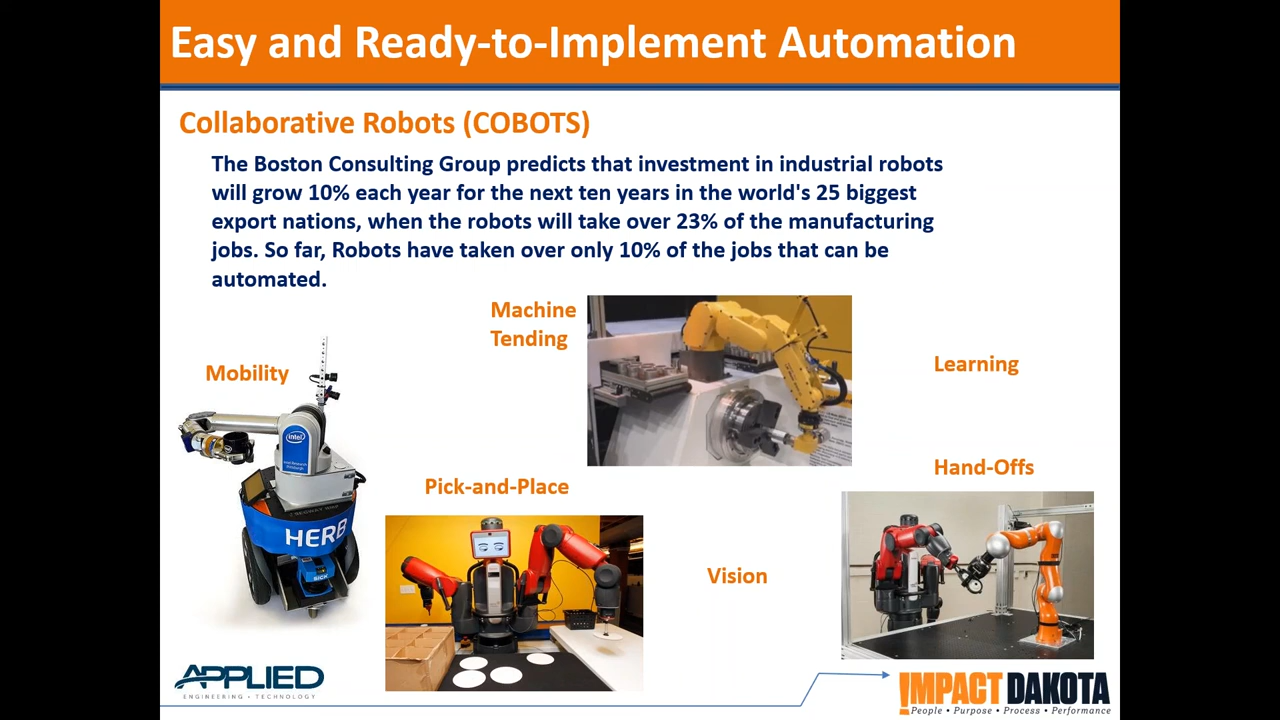 Easy and Ready-to-Implement Automation
Collaborative Robots (COBOTS)
The Boston Consulting Group predicts that investment in industrial robots
will grow 10% each year for the next ten years in the world's 25 biggest
export nations, when the robots will take over 23% of the manufacturing
jobs. So far, Robots have taken over only 10% of the jobs that can be
automated.
Machine
Tending
Mobility
Learning
intel
Hand-Offs
Pick-and-Place
HERB
SICK
Vision
APPLIED
ENGINEERING • TECHNOLOGY
IMPACT DAKOTA
People • Purpose • Process • Performance